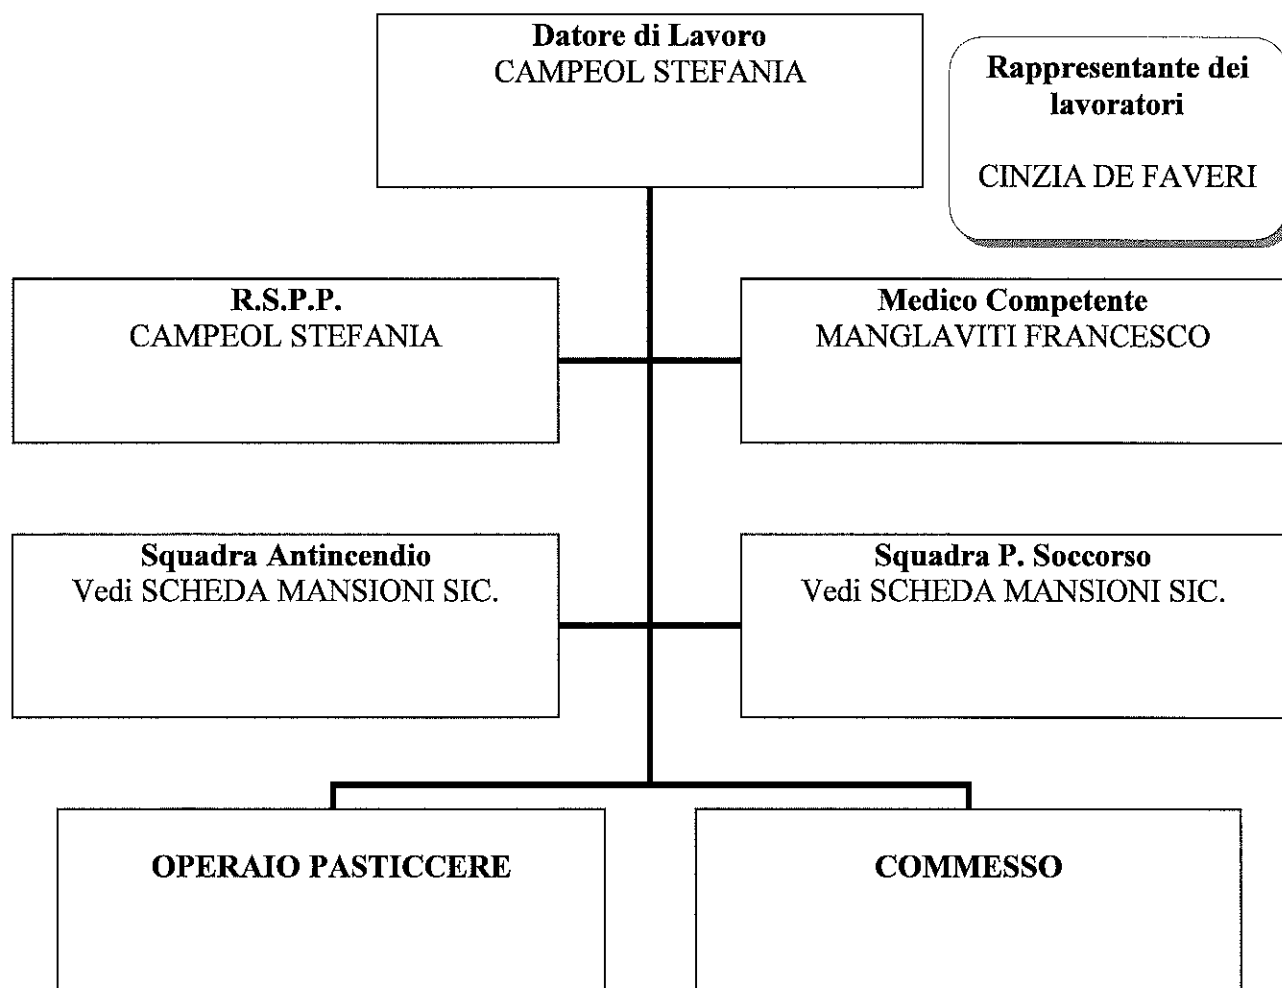 Datore di Lavoro
CAMPEOL STEFANIA
Rappresentante dei
lavoratori
CINZIA DE FAVERI
R.S.P.P.
CAMPEOL STEFANIA
Medico Competente
MANGLAVITI FRANCESCO
Squadra Antincendio
Vedi SCHEDA MANSIONI SIC.
Squadra P. Soccorso
Vedi SCHEDA MANSIONI SIC.
OPERAIO PASTICCERE
COMMESSO